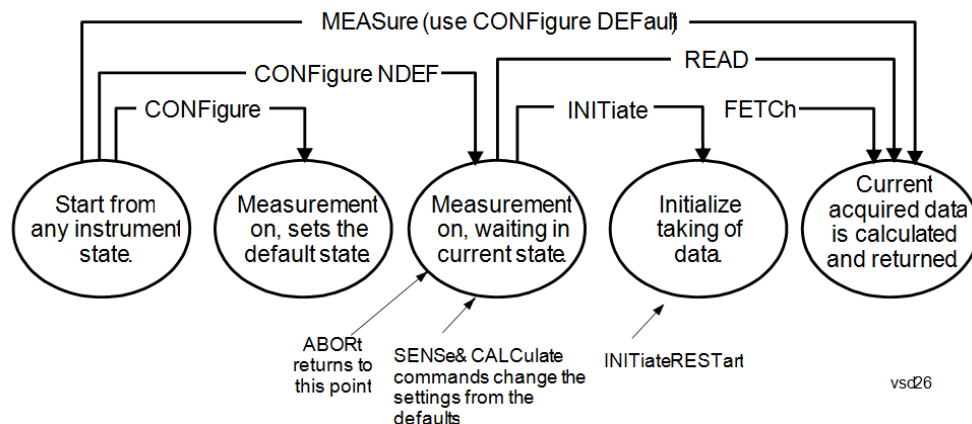 MEASure (use CONFigure DEFault)
READ
CONFigure NDEF
CONFigure
INITiate
FETCh
Start from
any instrument
state.
Measurement
on, sets the
default state.
Measurement
on, waiting in
current state.
Initialize
taking of
data.
Current
acquired data
is calculated
and returned.
ABORt
returns to
this point
SENSe& CALCulate
commands change the
settings from the
defaults
INITiateRESTart
vsd26